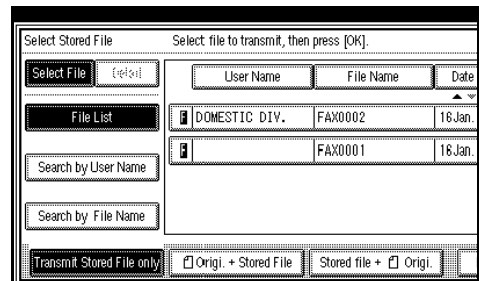 Select Stored File
Select file to transmit, then press [OK].
Select File
Detail
User Name
File Name
Date
File List
F DOMESTIC DIV. FAX0002 16Jan.
F FAX0001 16Jan.
Search by User Name
Search by File Name
Transmit Stored File only
Origi. + Stored File
Stored file + Origi.